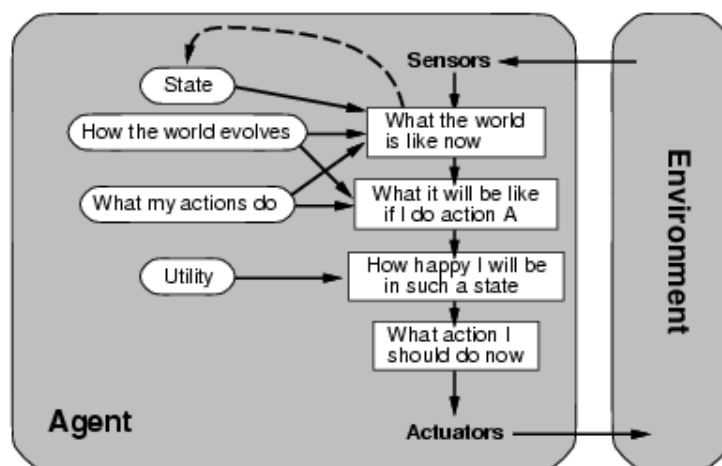 Sensors
State
What the world
is like now
How the world evolves
What my actions do
What it will be like
if I do action A
Utility
How happy I will be
in such a state
What action I
should do now
Agent
Actuators
Environment